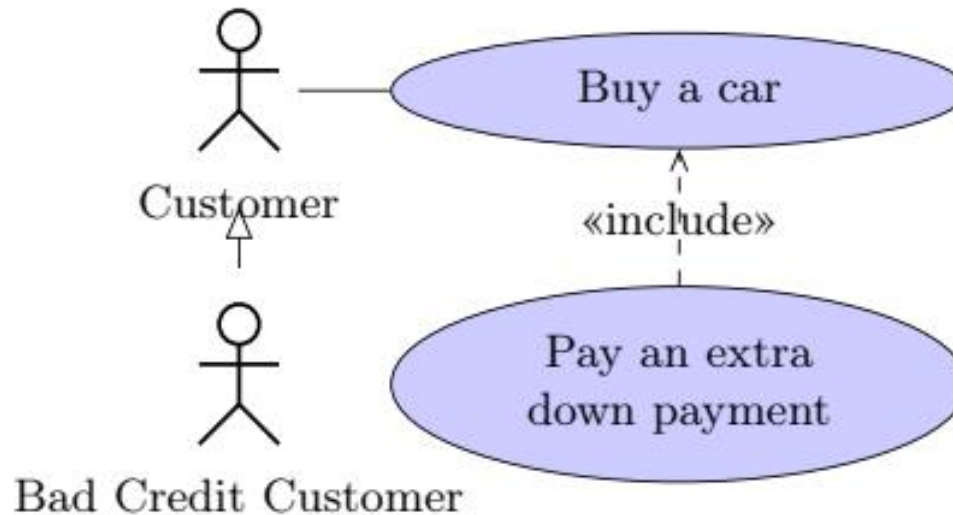 Buy a car
Customer
«include»
Pay an extra
down payment
Bad Credit Customer